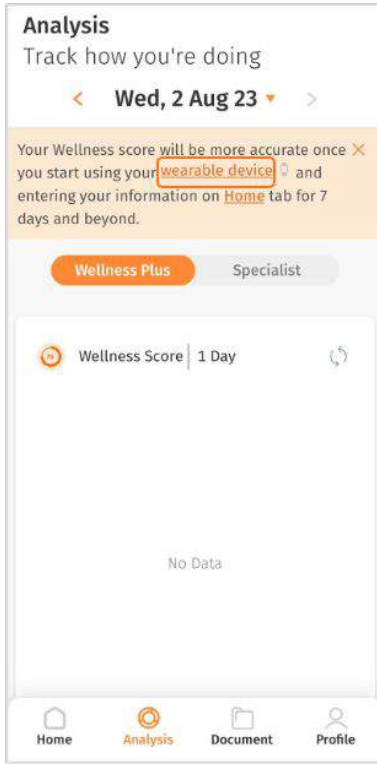 Analysis
Track how you're doing
Wed, 2 Aug 23
Your Wellness score will be more accurate once
you start using your wearable device and
entering your information on Home tab for 7
days and beyond.
Wellness Plus Specialist
Wellness Score 1 Day
No Data
Home Analysis Document Profile